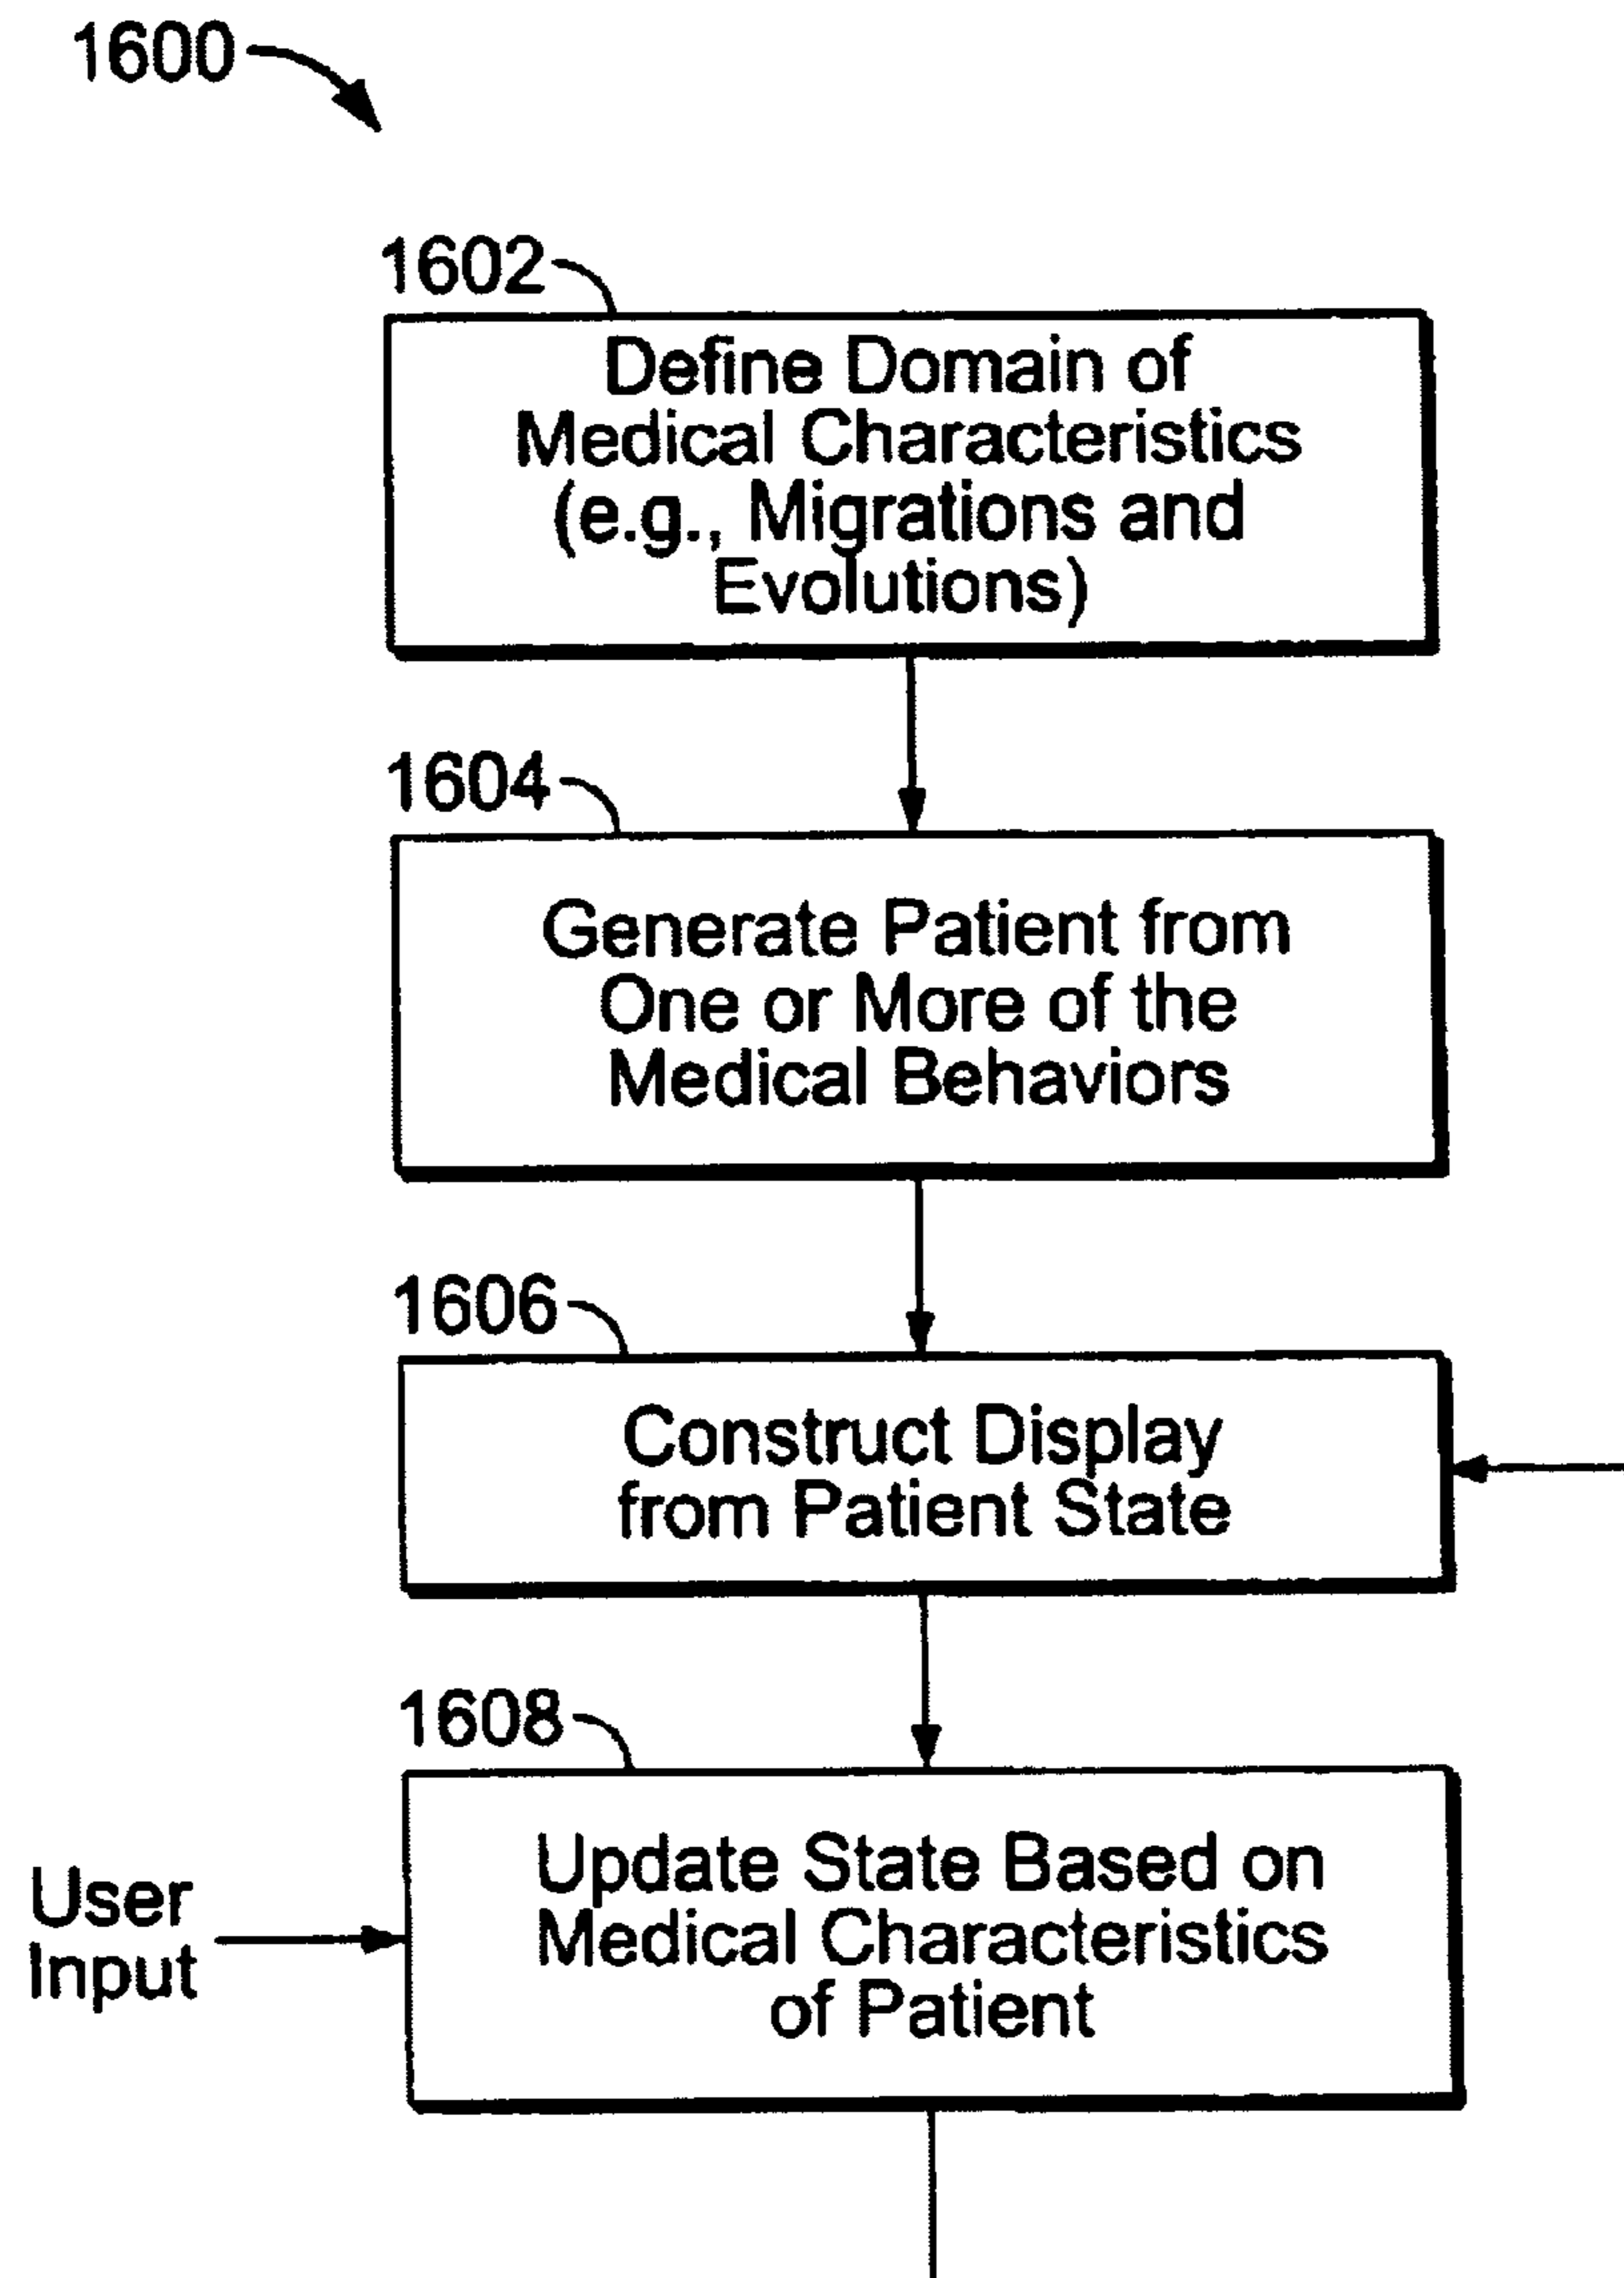 1600
1602
Define Domain of
Medical Characteristics
(e.g., Migrations and
Evolutions)
1604
Generate Patient from
One or More of the
Medical Behaviors
1606
Construct Display
from Patient State
1608
Update State Based on
Medical Characteristics
of Patient
User
Input